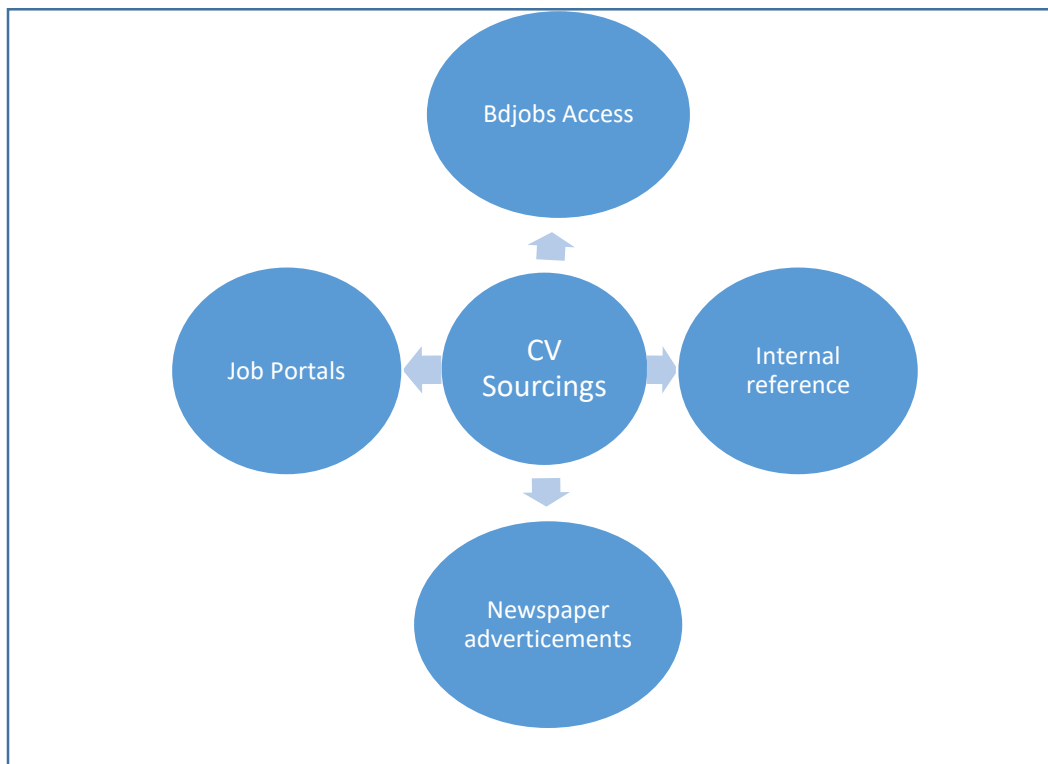 Bdjobs Access
Job Portals
CV
Sourcings
Internal
reference
Newspaper
adverticements